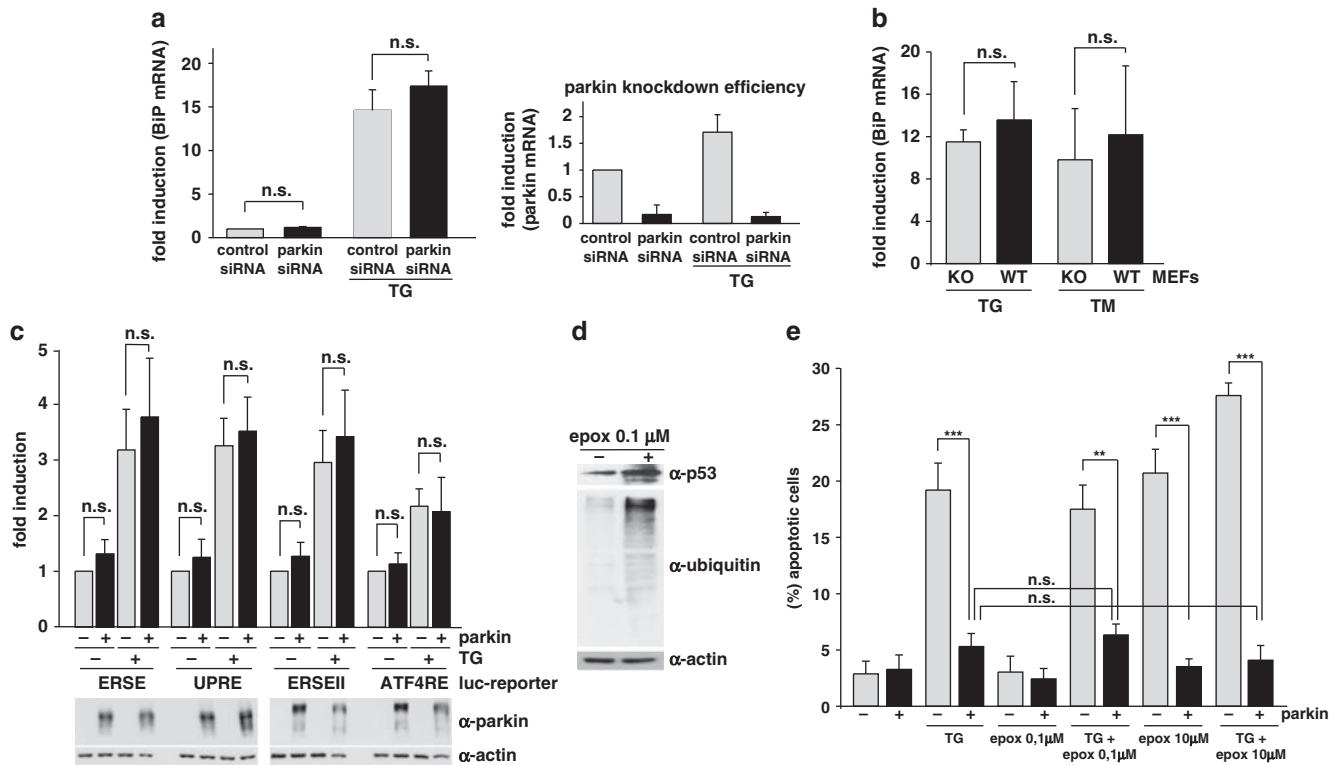 a
fold induction (BiP mRNA)
20
15
10
5
0
n.s.
n.s.
control siRNA
parkin siRNA
control siRNA
parkin siRNA
TG
parkin knockdown efficiency
fold induction
(parkin mRNA)
2
1.5
1
0.5
0
control siRNA
parkin siRNA
control siRNA
parkin siRNA
TG
b
fold induction (BiP mRNA)
20
16
12
8
4
0
n.s.
n.s.
KO WT KO WT MEFs
TG TM
c
fold induction
5
4
3
2
1
0
n.s.
n.s.
n.s.
n.s.
n.s.
n.s.
n.s.
n.s.
− + − + − + − + − + − + − + − + parkin
− + − + − + − + TG
ERSE UPRE ERSEII ATF4RE luc-reporter
α-parkin
α-actin
d
epox 0.1 µM
− +
α-p53
α-ubiquitin
α-actin
e
(%) apoptotic cells
30
25
20
15
10
5
0
***
**
***
***
n.s.
n.s.
− + − + − + − + − + − + parkin
TG
epox 0,1µM
TG + epox 0,1µM
epox 10µM
TG + epox 10µM